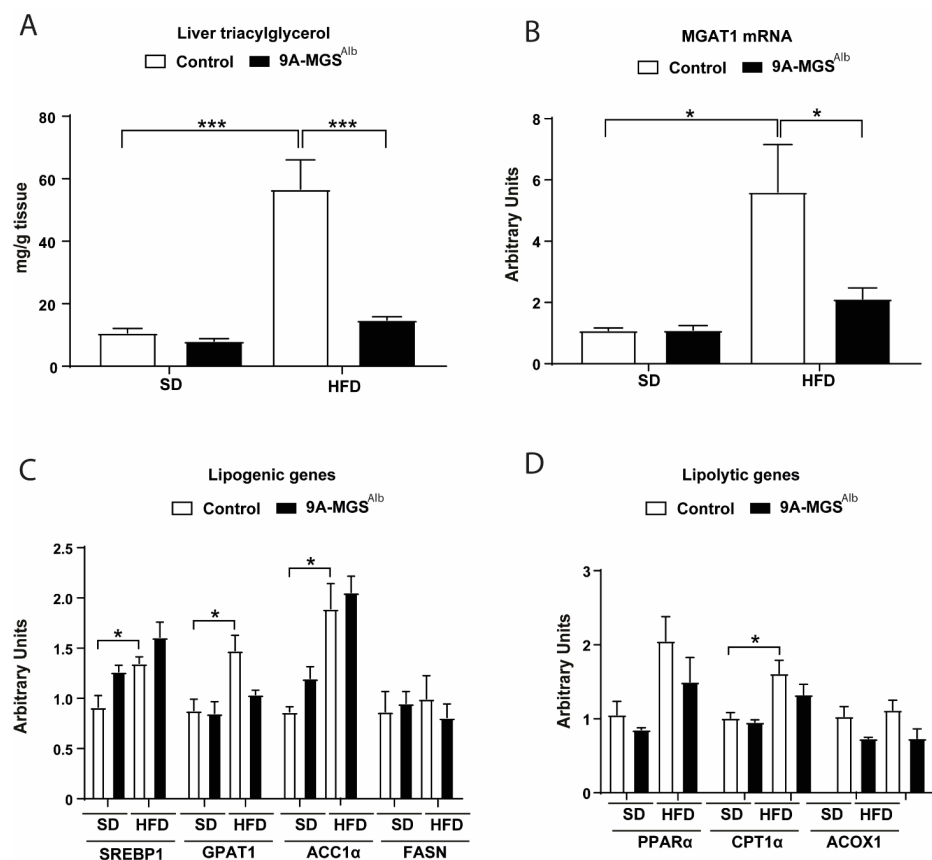 A
Liver triacylglycerol
Control 9A-MGS^Alb
*** ***
80
60
40
20
0
mg/g tissue
SD HFD
B
MGAT1 mRNA
Control 9A-MGS^Alb
* *
8
6
4
2
0
Arbitrary Units
SD HFD
C
Lipogenic genes
Control 9A-MGS^Alb
* * *
2.5
2.0
1.5
1.0
0.5
0
Arbitrary Units
SD HFD SD HFD SD HFD SD HFD
SREBP1 GPAT1 ACC1α FASN
D
Lipolytic genes
Control 9A-MGS^Alb
*
3
2
1
0
Arbitrary Units
SD HFD SD HFD SD HFD
PPARα CPT1α ACOX1